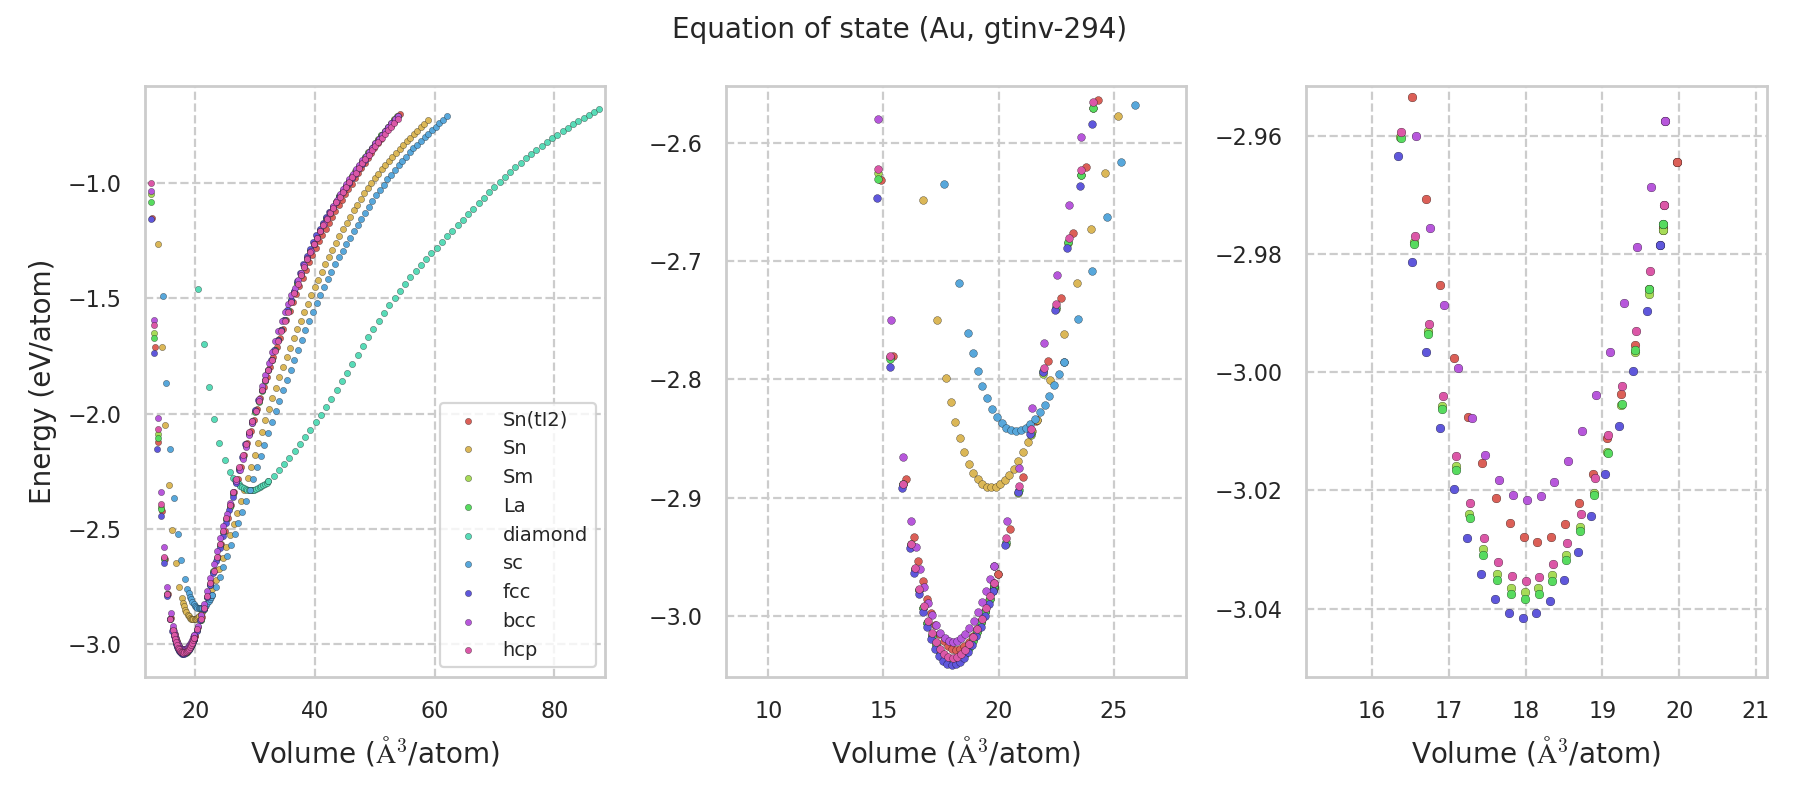 Equation of state (Au, gtinv-294)
Energy (eV/atom)
−1.0
−1.5
−2.0
−2.5
−3.0
20 40 60 80
Volume (Å³/atom)
Sn(tI2)
Sn
Sm
La
diamond
sc
fcc
bcc
hcp
−2.6
−2.7
−2.8
−2.9
−3.0
10 15 20 25
Volume (Å³/atom)
−2.96
−2.98
−3.00
−3.02
−3.04
16 17 18 19 20 21
Volume (Å³/atom)